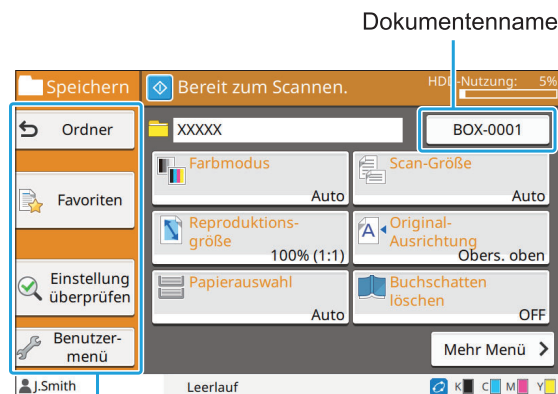 Dokumentenname
Speichern
Bereit zum Scannen.
HDD-Nutzung: 5%
Ordner
XXXXX
BOX-0001
Favoriten
Farbmodus
Auto
Scan-Größe
Auto
Reproduktions-
größe
100% (1:1)
Original-
Ausrichtung
Obers. oben
Einstellung
überprüfen
Papierauswahl
Auto
Buchschatten
löschen
OFF
Benutzer-
menü
Mehr Menü
J.Smith
Leerlauf
K C M Y